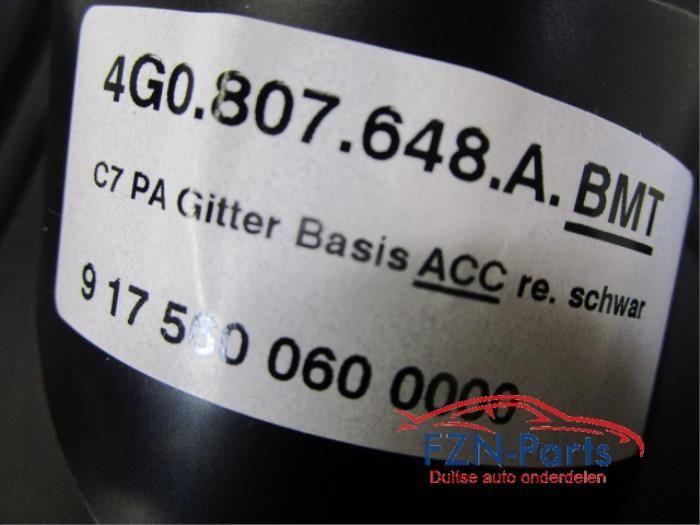 4G0.807.648.A.BMT
C7 PA Gitter Basis ACC re. schwar
9 17 560 060 0000
FZN-Parts
Duitse auto onderdelen